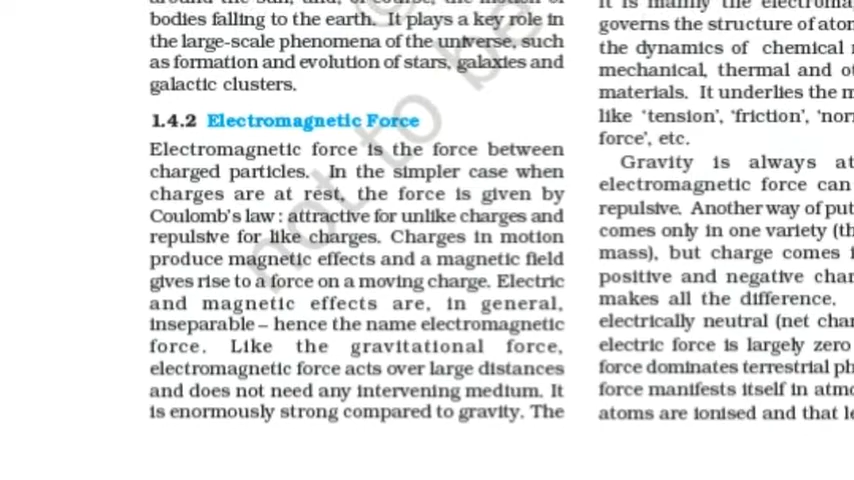 bodies falling to the earth. It plays a key role in
the large-scale phenomena of the universe, such
as formation and evolution of stars, galaxies and
galactic clusters.
1.4.2 Electromagnetic Force
Electromagnetic force is the force between
charged particles. In the simpler case when
charges are at rest, the force is given by
Coulomb's law : attractive for unlike charges and
repulsive for like charges. Charges in motion
produce magnetic effects and a magnetic field
gives rise to a force on a moving charge. Electric
and magnetic effects are, in general,
inseparable – hence the name electromagnetic
force. Like the gravitational force,
electromagnetic force acts over large distances
and does not need any intervening medium. It
is enormously strong compared to gravity. The
it is mainly the
governs the structure of
the dynamics of chemical
mechanical, thermal and
materials. It underlies the
like 'tension', 'friction',
force', etc.
Gravity is always
electromagnetic force can
repulsive. Another way of
comes only in one variety
mass), but charge comes
positive and negative
makes all the difference.
electrically neutral (net
electric force is largely zero
force dominates terrestrial
force manifests itself in
atoms are ionised and that
not to be